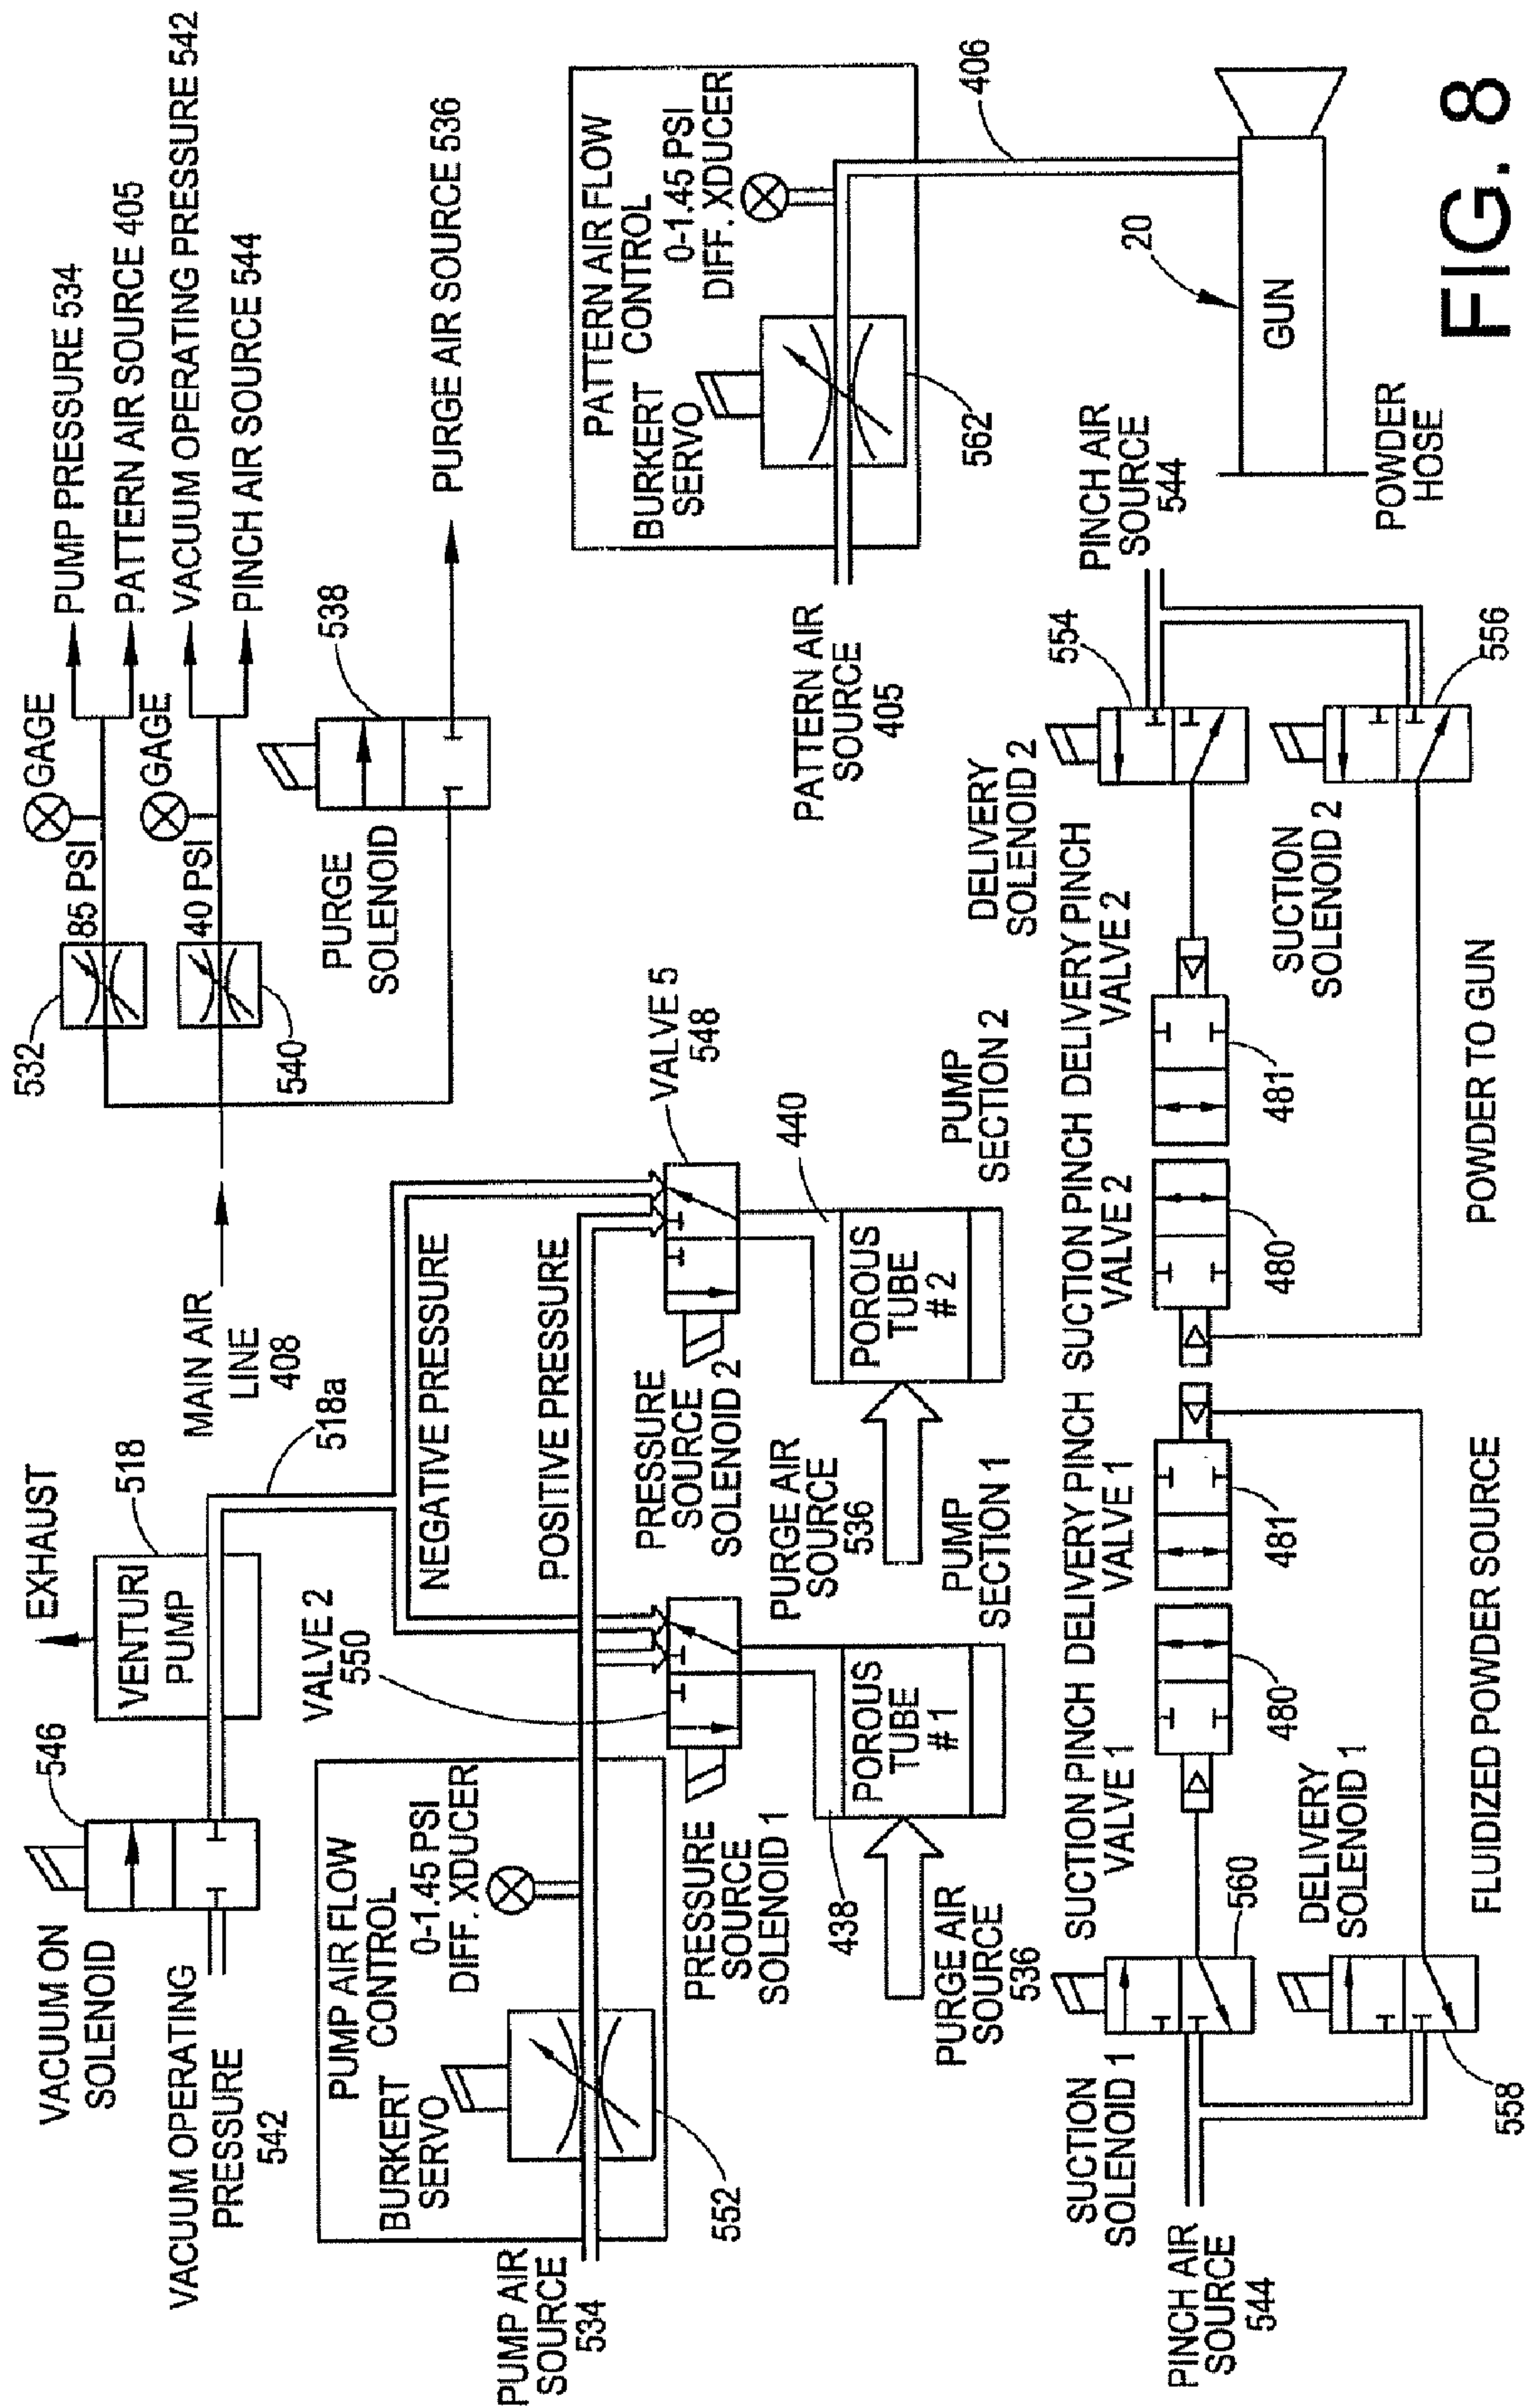 VACUUM ON
SOLENOID
546
EXHAUST
VENTURI
PUMP
518
VACUUM OPERATING
PRESSURE
542
518a
MAIN AIR
LINE
408
532
85 PSI
GAGE
PUMP PRESSURE 534
PATTERN AIR SOURCE 405
540
40 PSI
GAGE
VACUUM OPERATING PRESSURE 542
PINCH AIR SOURCE 544
PURGE
SOLENOID
538
PURGE AIR SOURCE 536
PUMP AIR FLOW
CONTROL
BURKERT
SERVO
0-1.45 PSI
DIFF. XDUCER
PUMP AIR
SOURCE
534
552
VALVE 2
550
NEGATIVE PRESSURE
POSITIVE PRESSURE
VALVE 5
548
PRESSURE
SOURCE
SOLENOID 1
PRESSURE
SOURCE
SOLENOID 2
438
POROUS
TUBE
#1
PURGE AIR
SOURCE
536
PUMP
SECTION 1
440
POROUS
TUBE
#2
PURGE AIR
SOURCE
536
PUMP
SECTION 2
PATTERN AIR FLOW
CONTROL
BURKERT
SERVO
0-1.45 PSI
DIFF. XDUCER
562
PATTERN AIR
SOURCE
405
406
20
GUN
POWDER
HOSE
SUCTION
SOLENOID 1
560
PINCH AIR
SOURCE
544
558
DELIVERY
SOLENOID 1
SUCTION PINCH
VALVE 1
480
DELIVERY PINCH
VALVE 1
481
SUCTION PINCH
VALVE 2
480
DELIVERY PINCH
VALVE 2
481
DELIVERY
SOLENOID 2
554
PINCH AIR
SOURCE
544
SUCTION
SOLENOID 2
556
FLUIDIZED POWDER SOURCE
POWDER TO GUN
FIG. 8